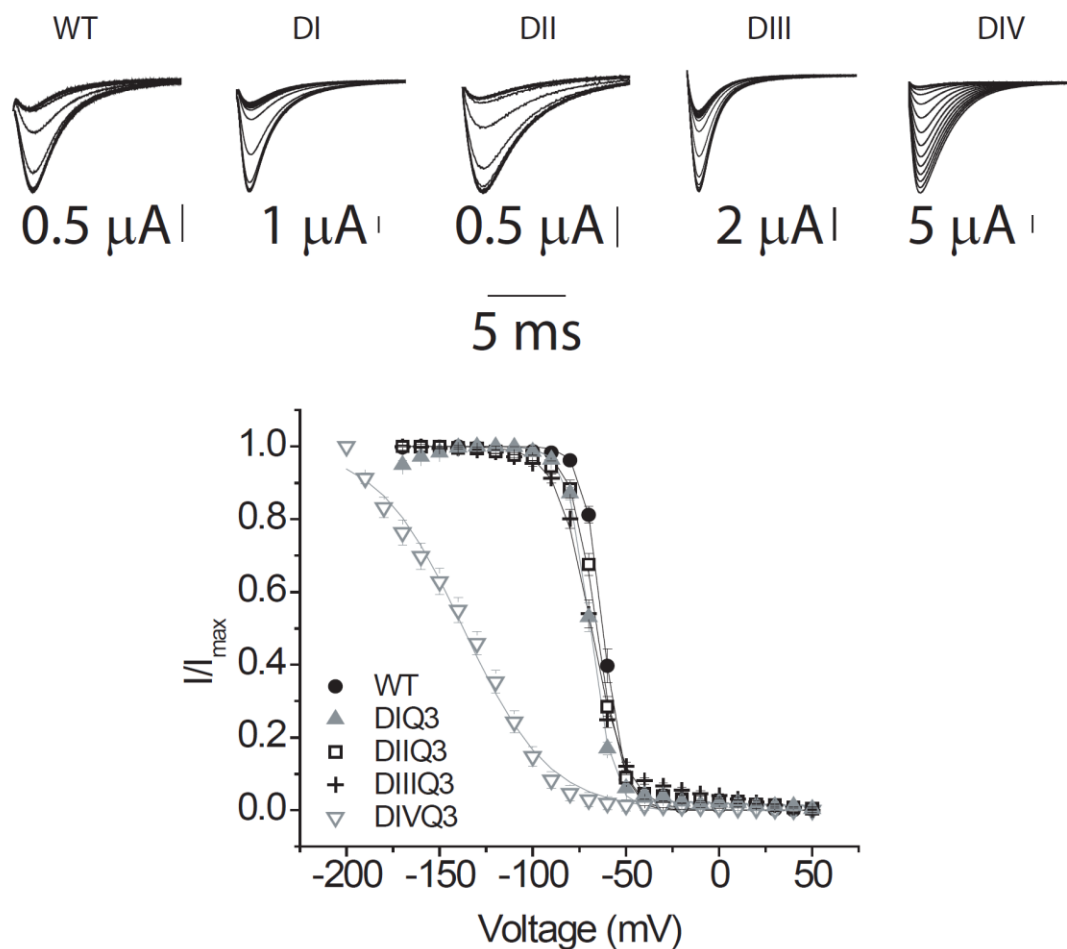 WT DI DII DIII DIV
0.5 μA 1 μA 0.5 μA 2 μA 5 μA
5 ms
1.0
0.8
0.6
0.4
0.2
0.0
I/Imax
WT
DIQ3
DIIQ3
DIIIQ3
DIVQ3
-200 -150 -100 -50 0 50
Voltage (mV)